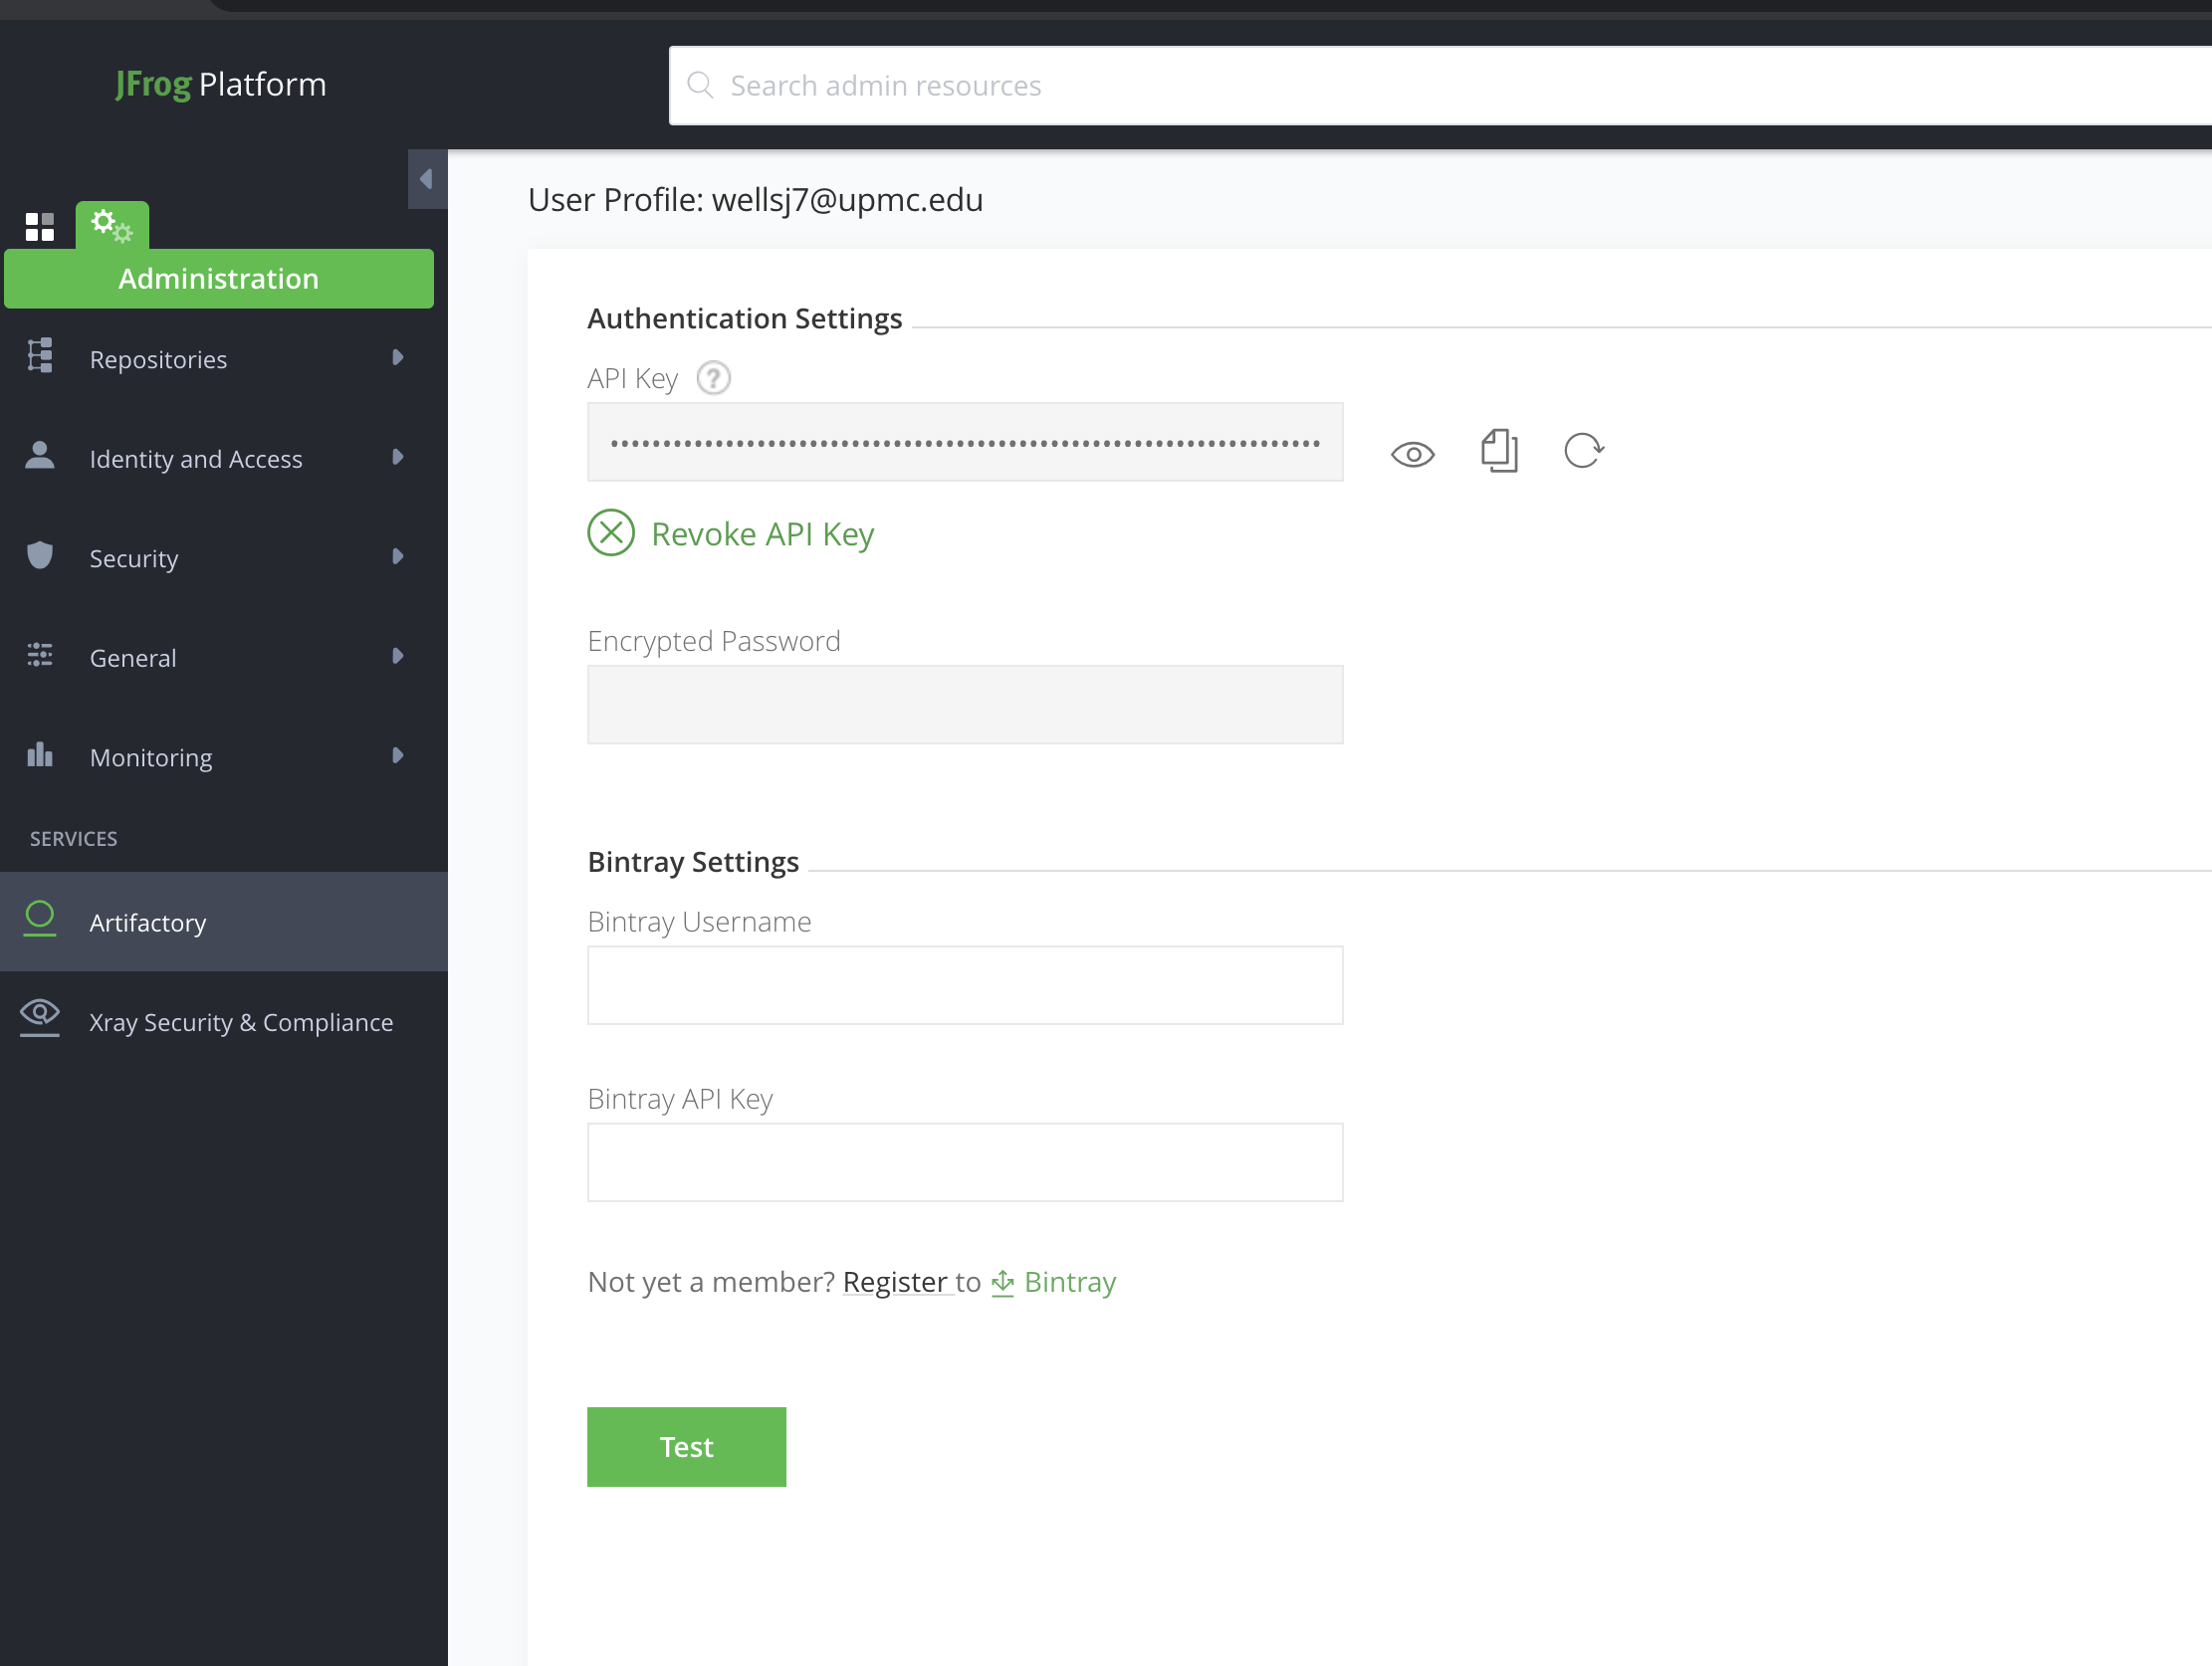 JFrog Platform
Search admin resources
User Profile: wellsj7@upmc.edu
Administration
Repositories
Identity and Access
Security
General
Monitoring
SERVICES
Artifactory
Xray Security & Compliance
Authentication Settings
API Key ?
Revoke API Key
Encrypted Password
Bintray Settings
Bintray Username
Bintray API Key
Not yet a member? Register to Bintray
Test